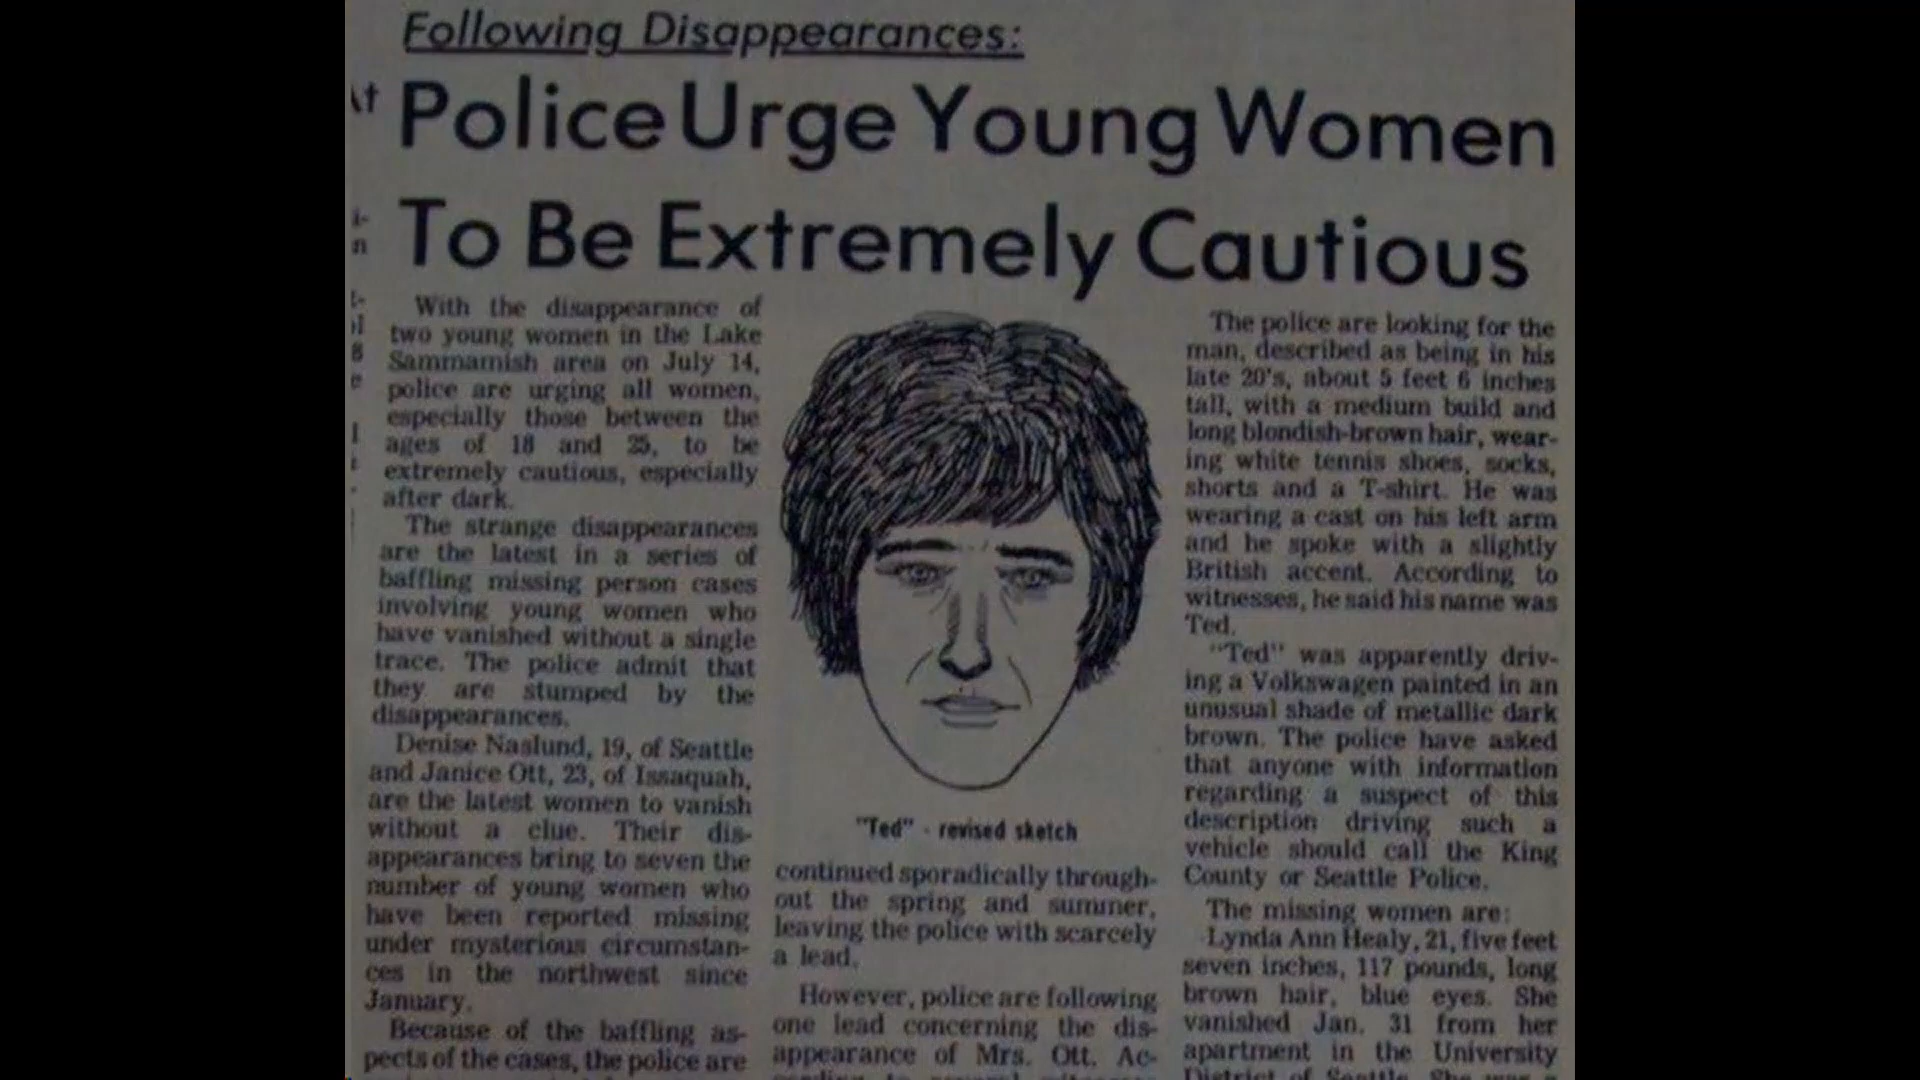 Following Disappearances:
At
Police Urge Young Women
To Be Extremely Cautious
With the disappearance of
two young women in the Lake
Sammamish area on July 14,
police are urging all women,
especially those between the
ages of 18 and 25, to be
extremely cautious, especially
after dark.
The strange disappearances
are the latest in a series of
baffling missing person cases
involving young women who
have vanished without a single
trace. The police admit that
they are stumped by the
disappearances.
Denise Naslund, 19, of Seattle
and Janice Ott, 23, of Issaquah,
are the latest women to vanish
without a clue. Their dis-
appearances bring to seven the
number of young women who
have been reported missing
under mysterious circumstan-
ces in the northwest since
January.
Because of the baffling as-
pects of the cases, the police are
"Ted" - revised sketch
continued sporadically through-
out the spring and summer,
leaving the police with scarcely
a lead.
However, police are following
one lead concerning the dis-
appearance of Mrs. Ott. Ac-
The police are looking for the
man, described as being in his
late 20's, about 5 feet 6 inches
tall, with a medium build and
long blondish-brown hair, wear-
ing white tennis shoes, socks,
shorts and a T-shirt. He was
wearing a cast on his left arm
and he spoke with a slightly
British accent. According to
witnesses, he said his name was
Ted.
"Ted" was apparently driv-
ing a Volkswagen painted in an
unusual shade of metallic dark
brown. The police have asked
that anyone with information
regarding a suspect of this
description driving such a
vehicle should call the King
County or Seattle Police.
The missing women are:
Lynda Ann Healy, 21, five feet
seven inches, 117 pounds, long
brown hair, blue eyes. She
vanished Jan. 31 from her
apartment in the University
District of Seattle. She was a